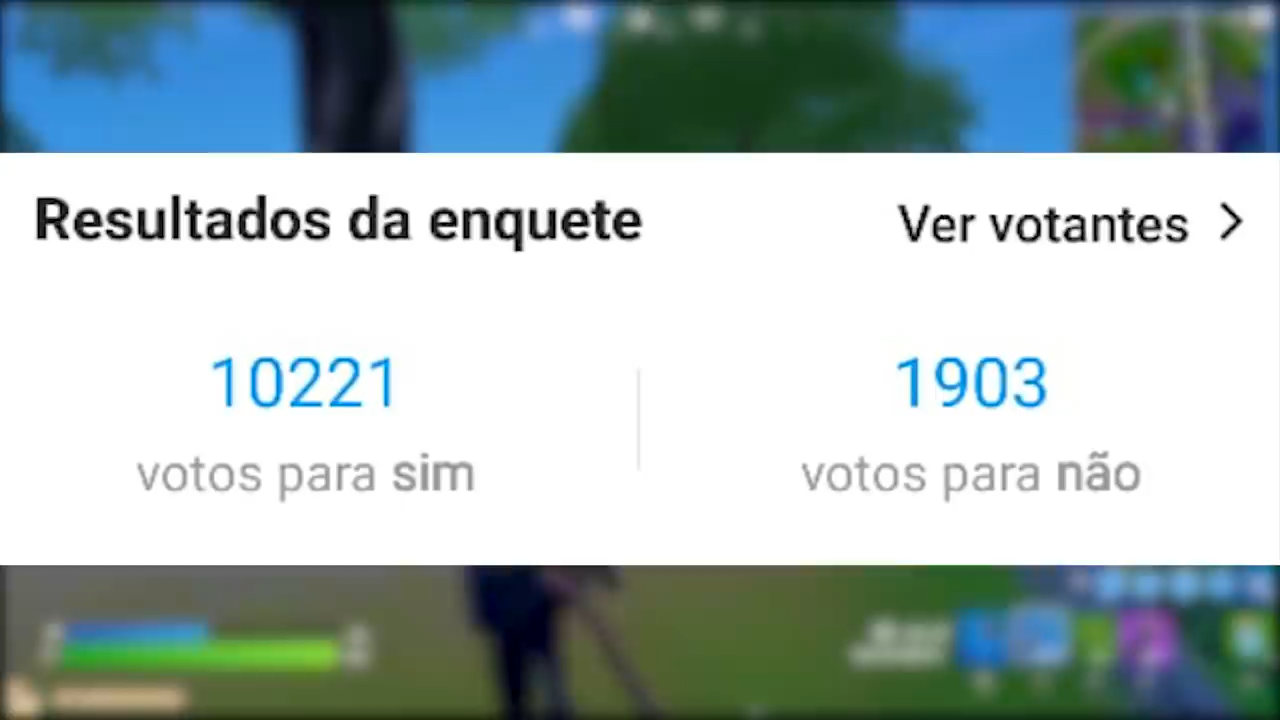 Resultados da enquete
Ver votantes >
10221
1903
votos para sim
votos para não